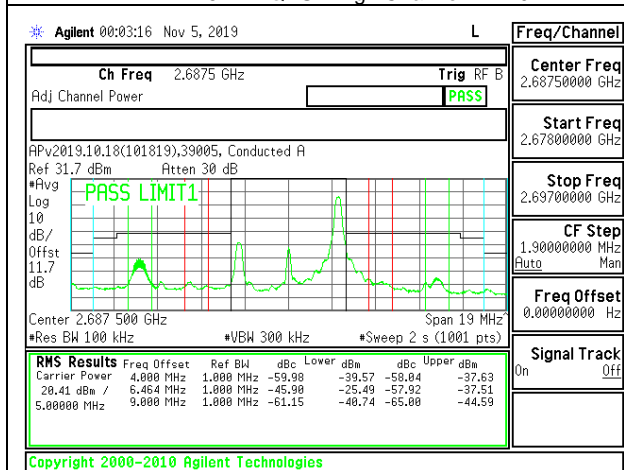 Agilent 00:03:16 Nov 5, 2019 L Freq/Channel
Ch Freq 2.6875 GHz Trig RF B
Adj Channel Power PASS
Center Freq
2.68750000 GHz
Start Freq
2.67800000 GHz
Stop Freq
2.69700000 GHz
CF Step
1.90000000 MHz
Auto Man
Freq Offset
0.00000000 Hz
Signal Track
On Off
APv2019.10.18(101819),39005, Conducted A
Ref 31.7 dBm Atten 30 dB
#Avg
Log
10
dB/
Offst
11.7
dB
PASS LIMIT1
Center 2.687 500 GHz Span 19 MHz
#Res BW 100 kHz #VBW 300 kHz #Sweep 2 s (1001 pts)
RMS Results Freq Offset Ref BW dBc Lower dBm dBc Upper dBm
Carrier Power 4.000 MHz 1.000 MHz -59.98 -39.57 -58.04 -37.63
20.41 dBm / 6.464 MHz 1.000 MHz -45.90 -25.49 -57.92 -37.51
5.00000 MHz 9.000 MHz 1.000 MHz -61.15 -40.74 -65.00 -44.59
Copyright 2000-2010 Agilent Technologies